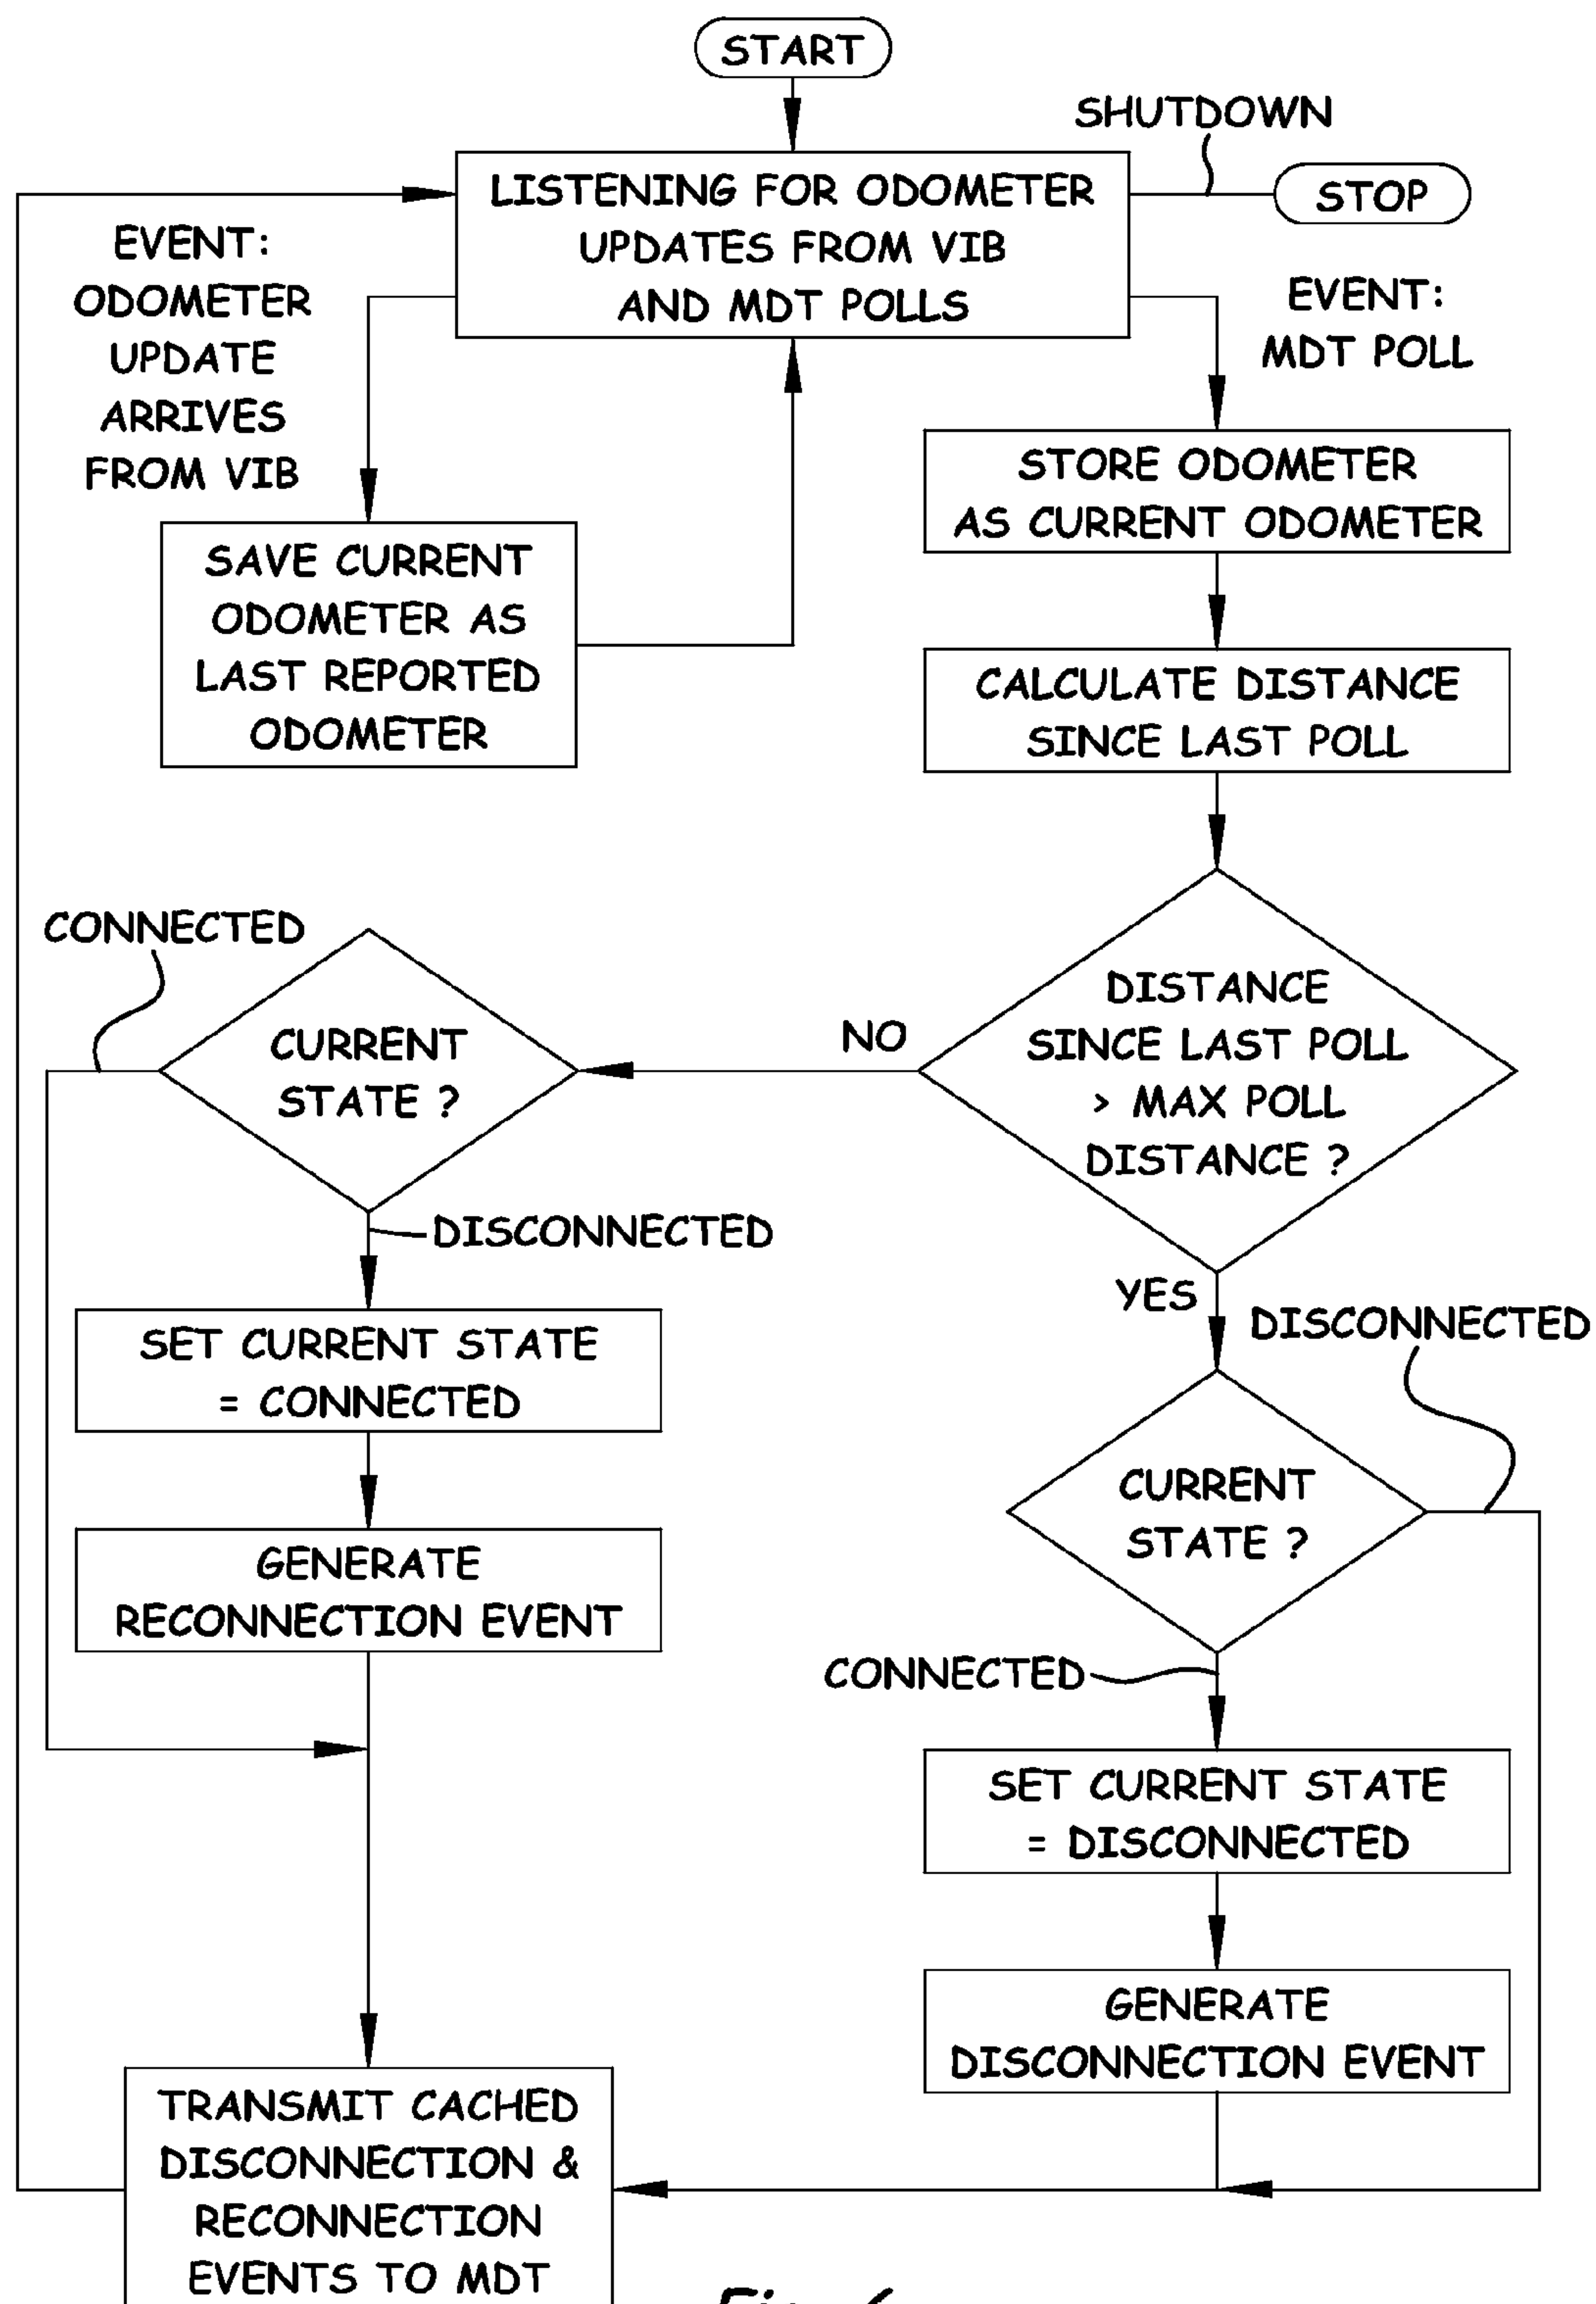 START
SHUTDOWN
STOP
LISTENING FOR ODOMETER
UPDATES FROM VIB
AND MDT POLLS
EVENT:
ODOMETER
UPDATE
ARRIVES
FROM VIB
EVENT:
MDT POLL
SAVE CURRENT
ODOMETER AS
LAST REPORTED
ODOMETER
STORE ODOMETER
AS CURRENT ODOMETER
CALCULATE DISTANCE
SINCE LAST POLL
DISTANCE
SINCE LAST POLL
> MAX POLL
DISTANCE ?
NO
CONNECTED
CURRENT
STATE ?
DISCONNECTED
SET CURRENT STATE
= CONNECTED
GENERATE
RECONNECTION EVENT
YES
DISCONNECTED
CURRENT
STATE ?
CONNECTED
SET CURRENT STATE
= DISCONNECTED
GENERATE
DISCONNECTION EVENT
TRANSMIT CACHED
DISCONNECTION &
RECONNECTION
EVENTS TO MDT